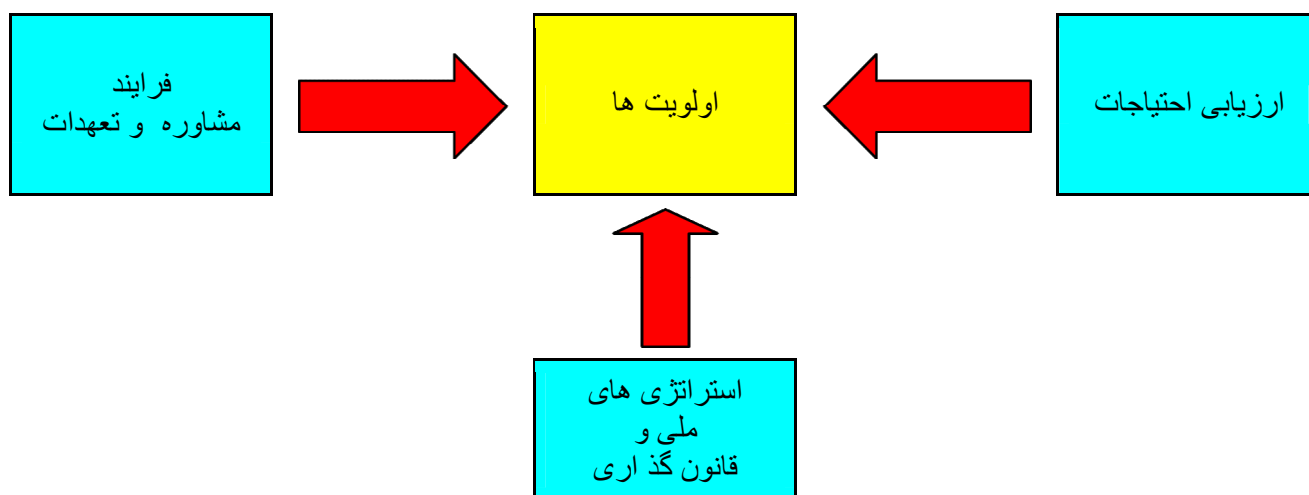 ارزیابی احتیاجات
اولویت ها
فرایند
مشاوره و تعهدات
استراتژی های
ملی و
قانون گذ اری